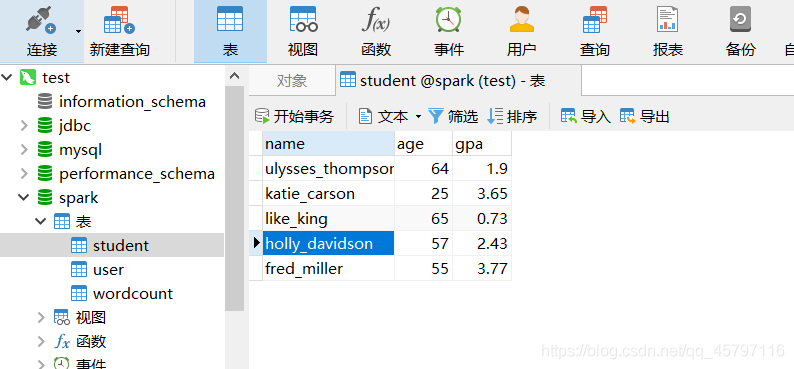 连接 新建查询 表 视图 函数 事件 用户 查询 报表 备份
test
information_schema
jdbc
mysql
performance_schema
spark
表
student
user
wordcount
视图
函数
事件
对象 student @spark (test) - 表
开始事务 文本 筛选 排序 导入 导出
name age gpa
ulysses_thompson 64 1.9
katie_carson 25 3.65
like_king 65 0.73
holly_davidson 57 2.43
fred_miller 55 3.77
https://blog.csdn.net/qq_45797116